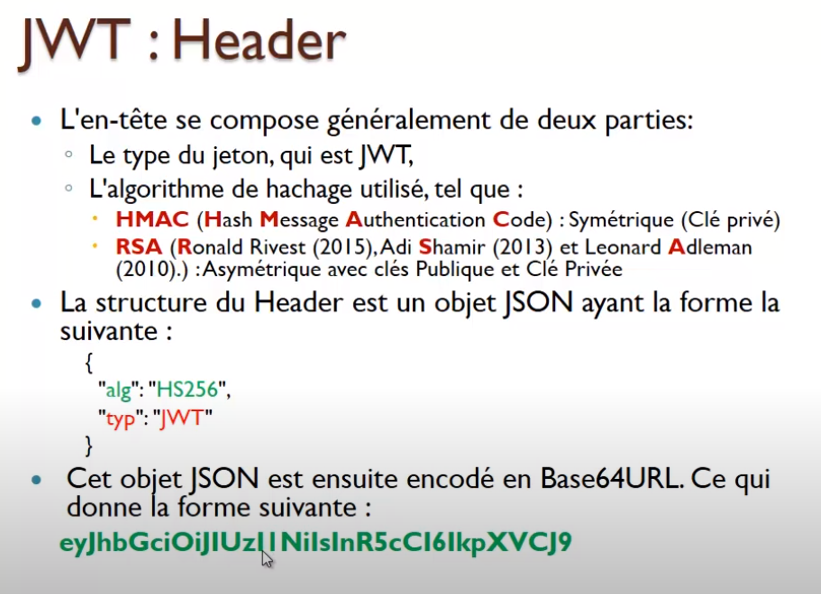 JWT : Header
L'en-tête se compose généralement de deux parties:
Le type du jeton, qui est JWT,
L'algorithme de hachage utilisé, tel que :
HMAC (Hash Message Authentication Code) : Symétrique (Clé privé)
RSA (Ronald Rivest (2015), Adi Shamir (2013) et Leonard Adleman
(2010).) : Asymétrique avec clés Publique et Clé Privée
La structure du Header est un objet JSON ayant la forme la
suivante :
{
"alg": "HS256",
"typ": "JWT"
}
Cet objet JSON est ensuite encodé en Base64URL. Ce qui
donne la forme suivante :
eyJhbGciOiJIUzI1NiIsInR5cCI6IkpXVCJ9